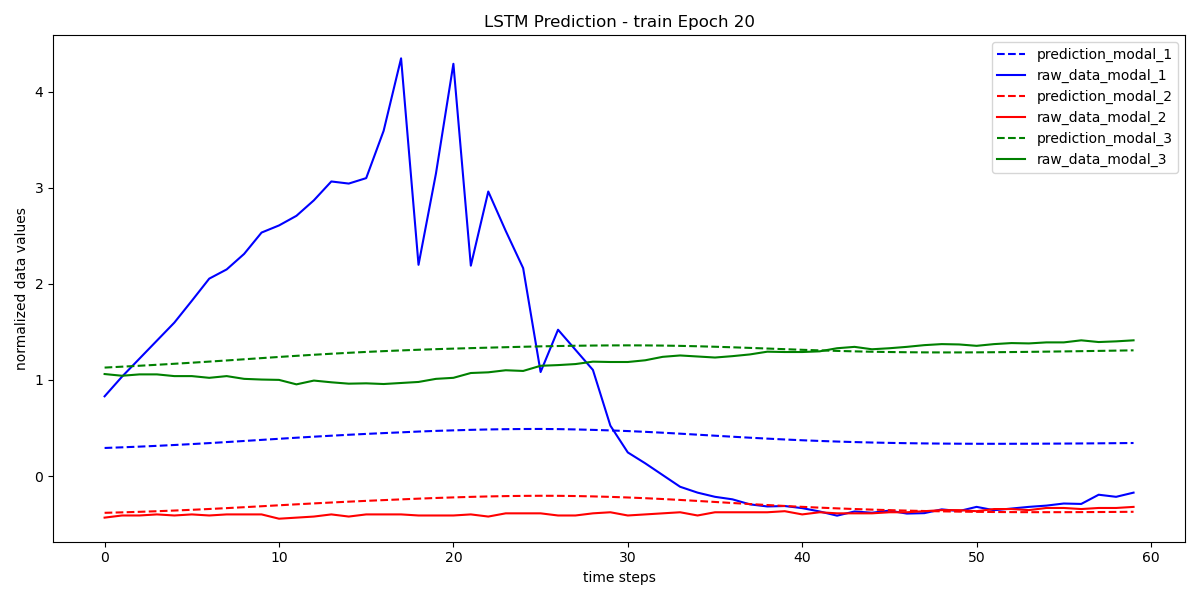 LSTM Prediction - train Epoch 20
prediction_modal_1
raw_data_modal_1
prediction_modal_2
raw_data_modal_2
prediction_modal_3
raw_data_modal_3
normalized data values
4
3
2
1
0
0 10 20 30 40 50 60
time steps